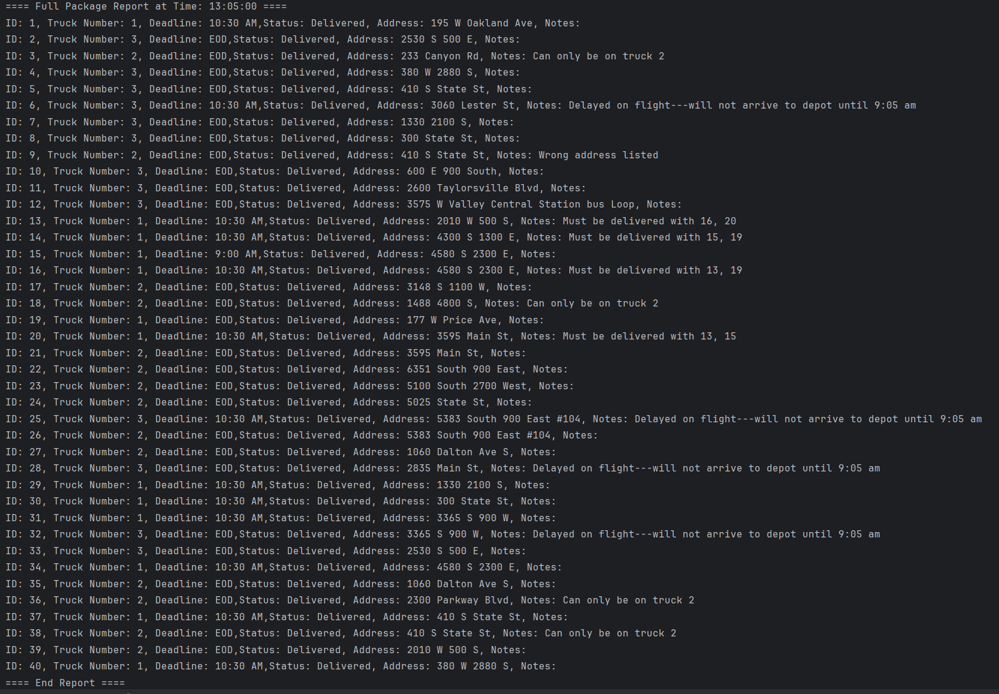 ==== Full Package Report at Time: 13:05:00 ====
ID: 1, Truck Number: 1, Deadline: 10:30 AM,Status: Delivered, Address: 195 W Oakland Ave, Notes:
ID: 2, Truck Number: 3, Deadline: EOD,Status: Delivered, Address: 2530 S 500 E, Notes:
ID: 3, Truck Number: 2, Deadline: EOD,Status: Delivered, Address: 233 Canyon Rd, Notes: Can only be on truck 2
ID: 4, Truck Number: 3, Deadline: EOD,Status: Delivered, Address: 380 W 2880 S, Notes:
ID: 5, Truck Number: 3, Deadline: EOD,Status: Delivered, Address: 410 S State St, Notes:
ID: 6, Truck Number: 3, Deadline: 10:30 AM,Status: Delivered, Address: 3060 Lester St, Notes: Delayed on flight---will not arrive to depot until 9:05 am
ID: 7, Truck Number: 3, Deadline: EOD,Status: Delivered, Address: 1330 2100 S, Notes:
ID: 8, Truck Number: 3, Deadline: EOD,Status: Delivered, Address: 300 State St, Notes:
ID: 9, Truck Number: 2, Deadline: EOD,Status: Delivered, Address: 410 S State St, Notes: Wrong address listed
ID: 10, Truck Number: 3, Deadline: EOD,Status: Delivered, Address: 600 E 900 South, Notes:
ID: 11, Truck Number: 3, Deadline: EOD,Status: Delivered, Address: 2600 Taylorsville Blvd, Notes:
ID: 12, Truck Number: 3, Deadline: EOD,Status: Delivered, Address: 3575 W Valley Central Station bus Loop, Notes:
ID: 13, Truck Number: 1, Deadline: 10:30 AM,Status: Delivered, Address: 2010 W 500 S, Notes: Must be delivered with 16, 20
ID: 14, Truck Number: 1, Deadline: 10:30 AM,Status: Delivered, Address: 4300 S 1300 E, Notes: Must be delivered with 15, 19
ID: 15, Truck Number: 1, Deadline: 9:00 AM,Status: Delivered, Address: 4580 S 2300 E, Notes:
ID: 16, Truck Number: 1, Deadline: 10:30 AM,Status: Delivered, Address: 4580 S 2300 E, Notes: Must be delivered with 13, 19
ID: 17, Truck Number: 2, Deadline: EOD,Status: Delivered, Address: 3148 S 1100 W, Notes:
ID: 18, Truck Number: 2, Deadline: EOD,Status: Delivered, Address: 1488 4800 S, Notes: Can only be on truck 2
ID: 19, Truck Number: 1, Deadline: EOD,Status: Delivered, Address: 177 W Price Ave, Notes:
ID: 20, Truck Number: 1, Deadline: 10:30 AM,Status: Delivered, Address: 3595 Main St, Notes: Must be delivered with 13, 15
ID: 21, Truck Number: 2, Deadline: EOD,Status: Delivered, Address: 3595 Main St, Notes:
ID: 22, Truck Number: 2, Deadline: EOD,Status: Delivered, Address: 6351 South 900 East, Notes:
ID: 23, Truck Number: 2, Deadline: EOD,Status: Delivered, Address: 5100 South 2700 West, Notes:
ID: 24, Truck Number: 2, Deadline: EOD,Status: Delivered, Address: 5025 State St, Notes:
ID: 25, Truck Number: 3, Deadline: 10:30 AM,Status: Delivered, Address: 5383 South 900 East #104, Notes: Delayed on flight---will not arrive to depot until 9:05 am
ID: 26, Truck Number: 2, Deadline: EOD,Status: Delivered, Address: 5383 South 900 East #104, Notes:
ID: 27, Truck Number: 2, Deadline: EOD,Status: Delivered, Address: 1060 Dalton Ave S, Notes:
ID: 28, Truck Number: 3, Deadline: EOD,Status: Delivered, Address: 2835 Main St, Notes: Delayed on flight---will not arrive to depot until 9:05 am
ID: 29, Truck Number: 1, Deadline: 10:30 AM,Status: Delivered, Address: 1330 2100 S, Notes:
ID: 30, Truck Number: 1, Deadline: 10:30 AM,Status: Delivered, Address: 300 State St, Notes:
ID: 31, Truck Number: 1, Deadline: 10:30 AM,Status: Delivered, Address: 3365 S 900 W, Notes:
ID: 32, Truck Number: 3, Deadline: EOD,Status: Delivered, Address: 3365 S 900 W, Notes: Delayed on flight---will not arrive to depot until 9:05 am
ID: 33, Truck Number: 3, Deadline: EOD,Status: Delivered, Address: 2530 S 500 E, Notes:
ID: 34, Truck Number: 1, Deadline: 10:30 AM,Status: Delivered, Address: 4580 S 2300 E, Notes:
ID: 35, Truck Number: 2, Deadline: EOD,Status: Delivered, Address: 1060 Dalton Ave S, Notes:
ID: 36, Truck Number: 2, Deadline: EOD,Status: Delivered, Address: 2300 Parkway Blvd, Notes: Can only be on truck 2
ID: 37, Truck Number: 1, Deadline: 10:30 AM,Status: Delivered, Address: 410 S State St, Notes:
ID: 38, Truck Number: 2, Deadline: EOD,Status: Delivered, Address: 410 S State St, Notes: Can only be on truck 2
ID: 39, Truck Number: 2, Deadline: EOD,Status: Delivered, Address: 2010 W 500 S, Notes:
ID: 40, Truck Number: 1, Deadline: 10:30 AM,Status: Delivered, Address: 380 W 2880 S, Notes:
==== End Report ====